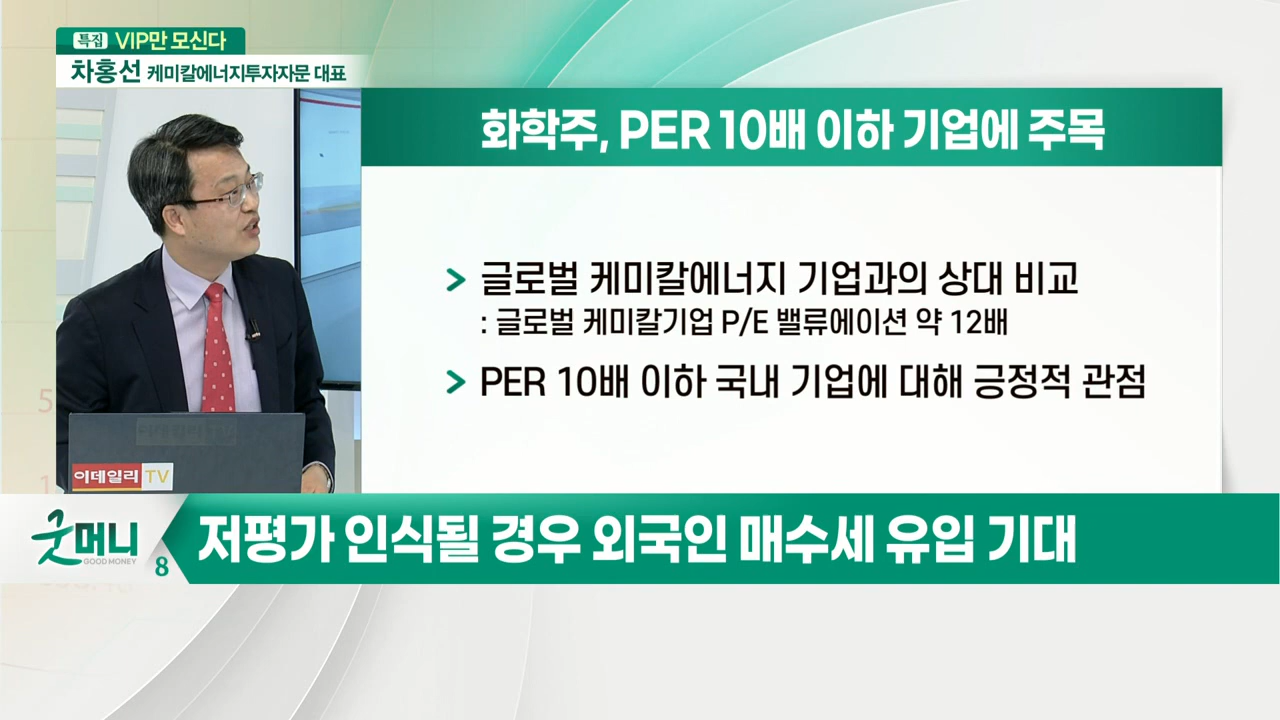 특집 VIP만 모신다
차홍선 케미칼에너지투자자문 대표
화학주, PER 10배 이하 기업에 주목
> 글로벌 케미칼에너지 기업과의 상대 비교
: 글로벌 케미칼기업 P/E 밸류에이션 약 12배
> PER 10배 이하 국내 기업에 대해 긍정적 관점
이데일리 TV
굿머니
GOOD MONEY
8
저평가 인식될 경우 외국인 매수세 유입 기대